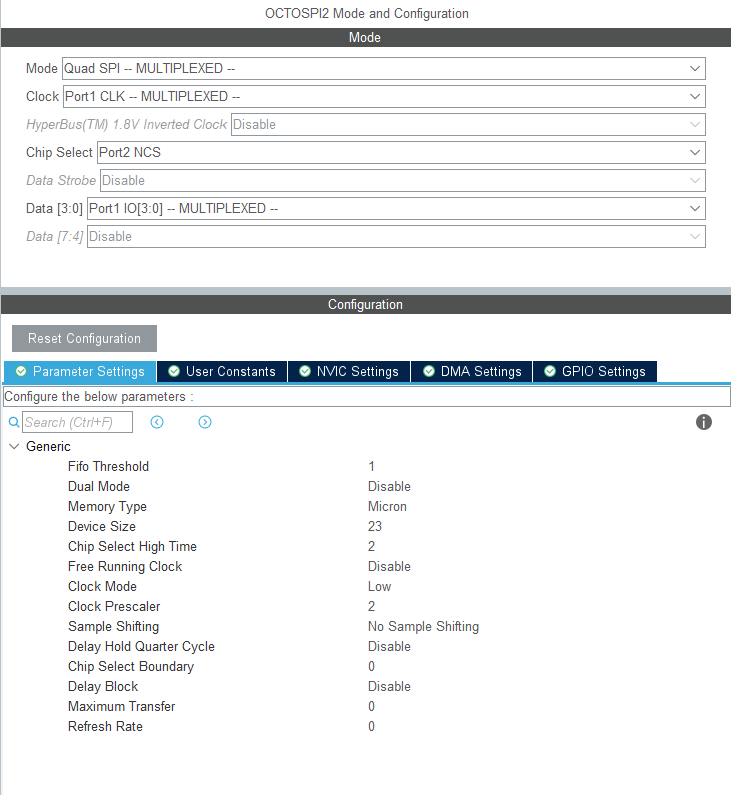 OCTOSPI2 Mode and Configuration
Mode
Mode Quad SPI -- MULTIPLEXED --
Clock Port1 CLK -- MULTIPLEXED --
HyperBus(TM) 1.8V Inverted Clock Disable
Chip Select Port2 NCS
Data Strobe Disable
Data [3:0] Port1 IO[3:0] -- MULTIPLEXED --
Data [7:4] Disable
Configuration
Reset Configuration
Parameter Settings User Constants NVIC Settings DMA Settings GPIO Settings
Configure the below parameters :
Search (Ctrl+F)
Generic
Fifo Threshold 1
Dual Mode Disable
Memory Type Micron
Device Size 23
Chip Select High Time 2
Free Running Clock Disable
Clock Mode Low
Clock Prescaler 2
Sample Shifting No Sample Shifting
Delay Hold Quarter Cycle Disable
Chip Select Boundary 0
Delay Block Disable
Maximum Transfer 0
Refresh Rate 0